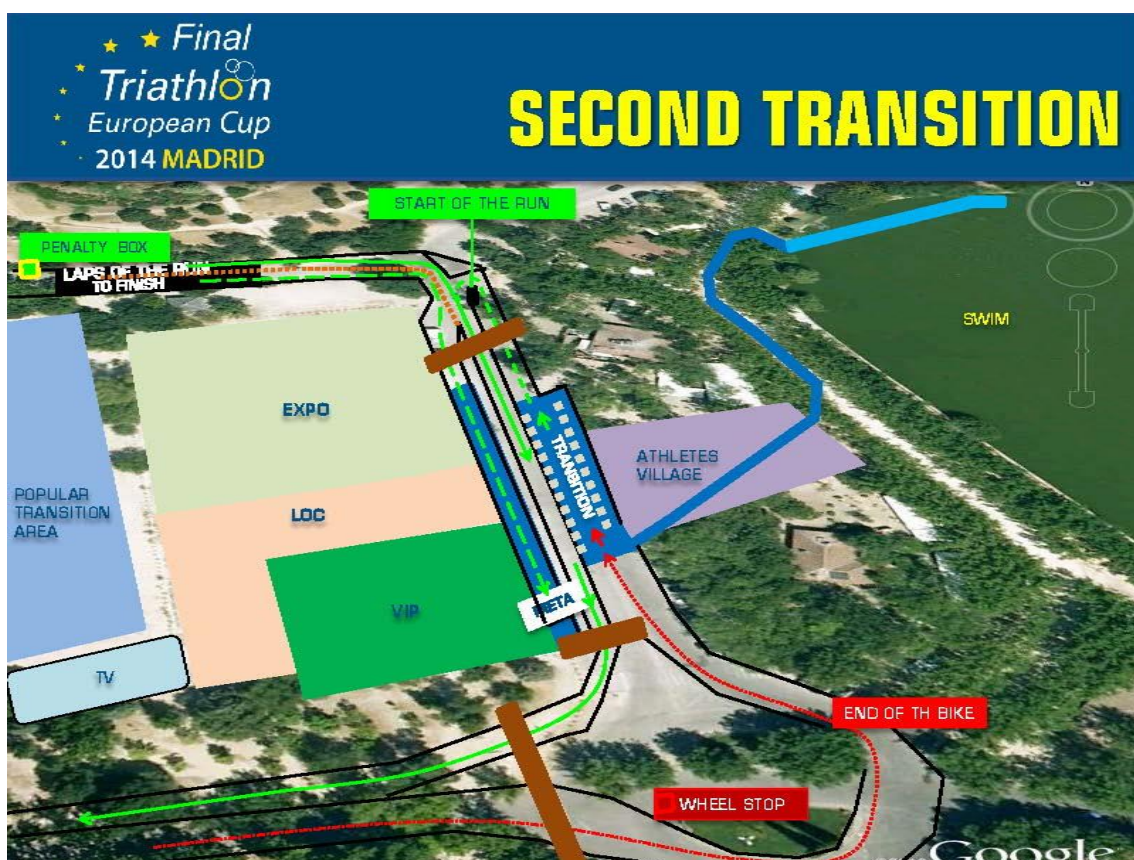 Final
Triathlon
European Cup
2014 MADRID
SECOND TRANSITION
START OF THE RUN
PENALTY BOX
LAPS OF THE RUN
TO FINISH
SWIM
EXPO
TRANSITION
ATHLETES
VILLAGE
POPULAR
TRANSITION
AREA
LOC
META
VIP
TV
END OF TH BIKE
WHEEL STOP
Google